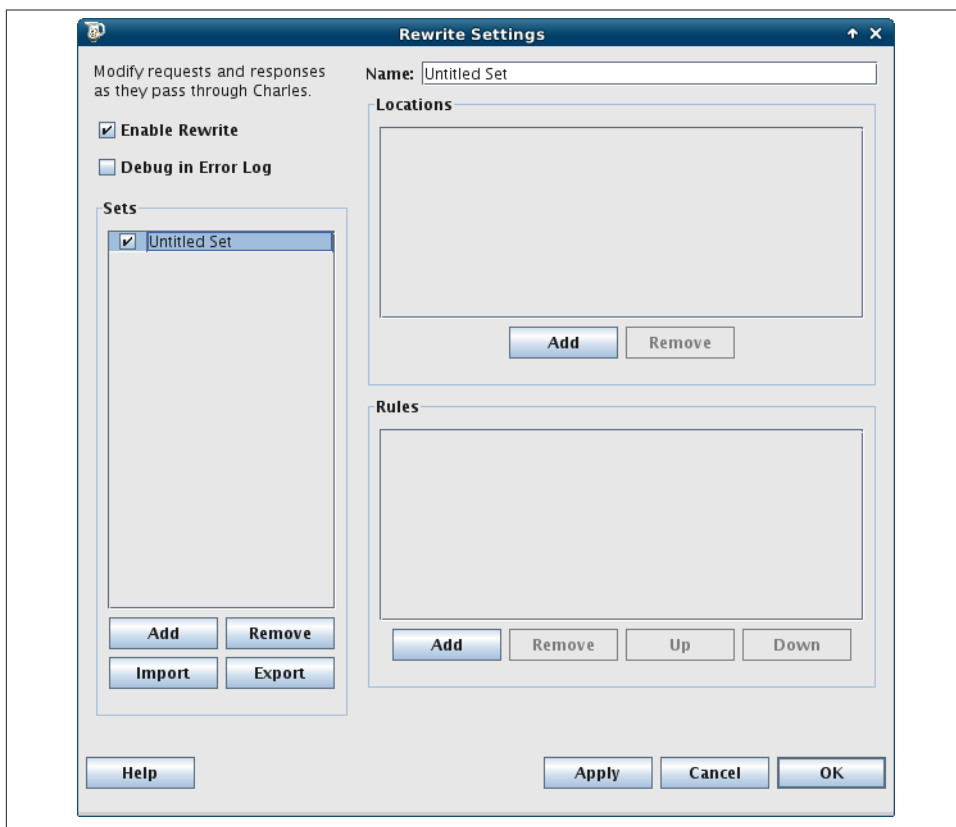 Rewrite Settings
Modify requests and responses
as they pass through Charles.
Enable Rewrite
Debug in Error Log
Sets
Untitled Set
Add Remove
Import Export
Name: Untitled Set
Locations
Add Remove
Rules
Add Remove Up Down
Help Apply Cancel OK